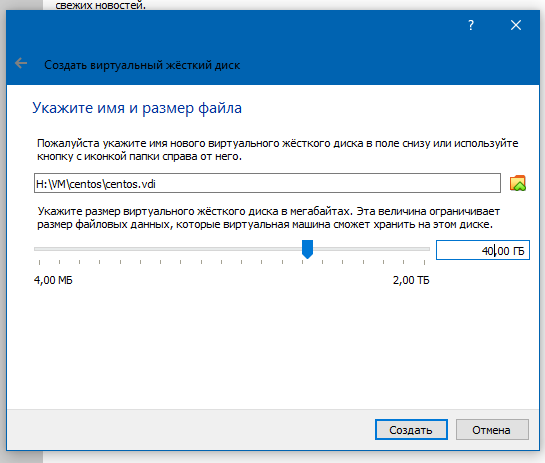 свежих новостей.
?
Создать виртуальный жёсткий диск
Укажите имя и размер файла
Пожалуйста укажите имя нового виртуального жёсткого диска в поле снизу или используйте
кнопку с иконкой папки справа от него.
H:\VM\centos\centos.vdi
Укажите размер виртуального жёсткого диска в мегабайтах. Эта величина ограничивает
размер файловых данных, которые виртуальная машина сможет хранить на этом диске.
40,00 ГБ
4,00 МБ 2,00 ТБ
Создать Отмена